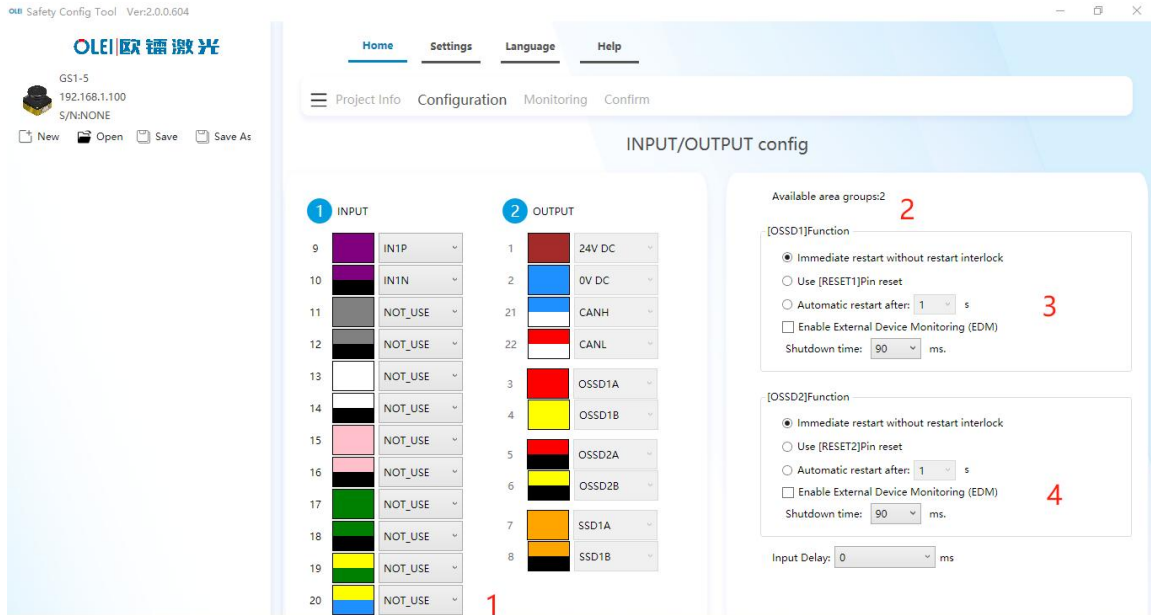 OLEI Safety Config Tool Ver:2.0.0.604
OLEI欧镭激光
GS1-5
192.168.1.100
S/N:NONE
New Open Save Save As
Home Settings Language Help
Project Info Configuration Monitoring Confirm
INPUT/OUTPUT config
1 INPUT
9 IN1P
10 IN1N
11 NOT_USE
12 NOT_USE
13 NOT_USE
14 NOT_USE
15 NOT_USE
16 NOT_USE
17 NOT_USE
18 NOT_USE
19 NOT_USE
20 NOT_USE
1
2 OUTPUT
1 24V DC
2 0V DC
21 CANH
22 CANL
3 OSSD1A
4 OSSD1B
5 OSSD2A
6 OSSD2B
7 SSD1A
8 SSD1B
Available area groups:2
2
[OSSD1]Function
Immediate restart without restart interlock
Use [RESET1]Pin reset
Automatic restart after: 1 s
3
Enable External Device Monitoring (EDM)
Shutdown time: 90 ms.
[OSSD2]Function
Immediate restart without restart interlock
Use [RESET2]Pin reset
Automatic restart after: 1 s
Enable External Device Monitoring (EDM)
4
Shutdown time: 90 ms.
Input Delay: 0 ms